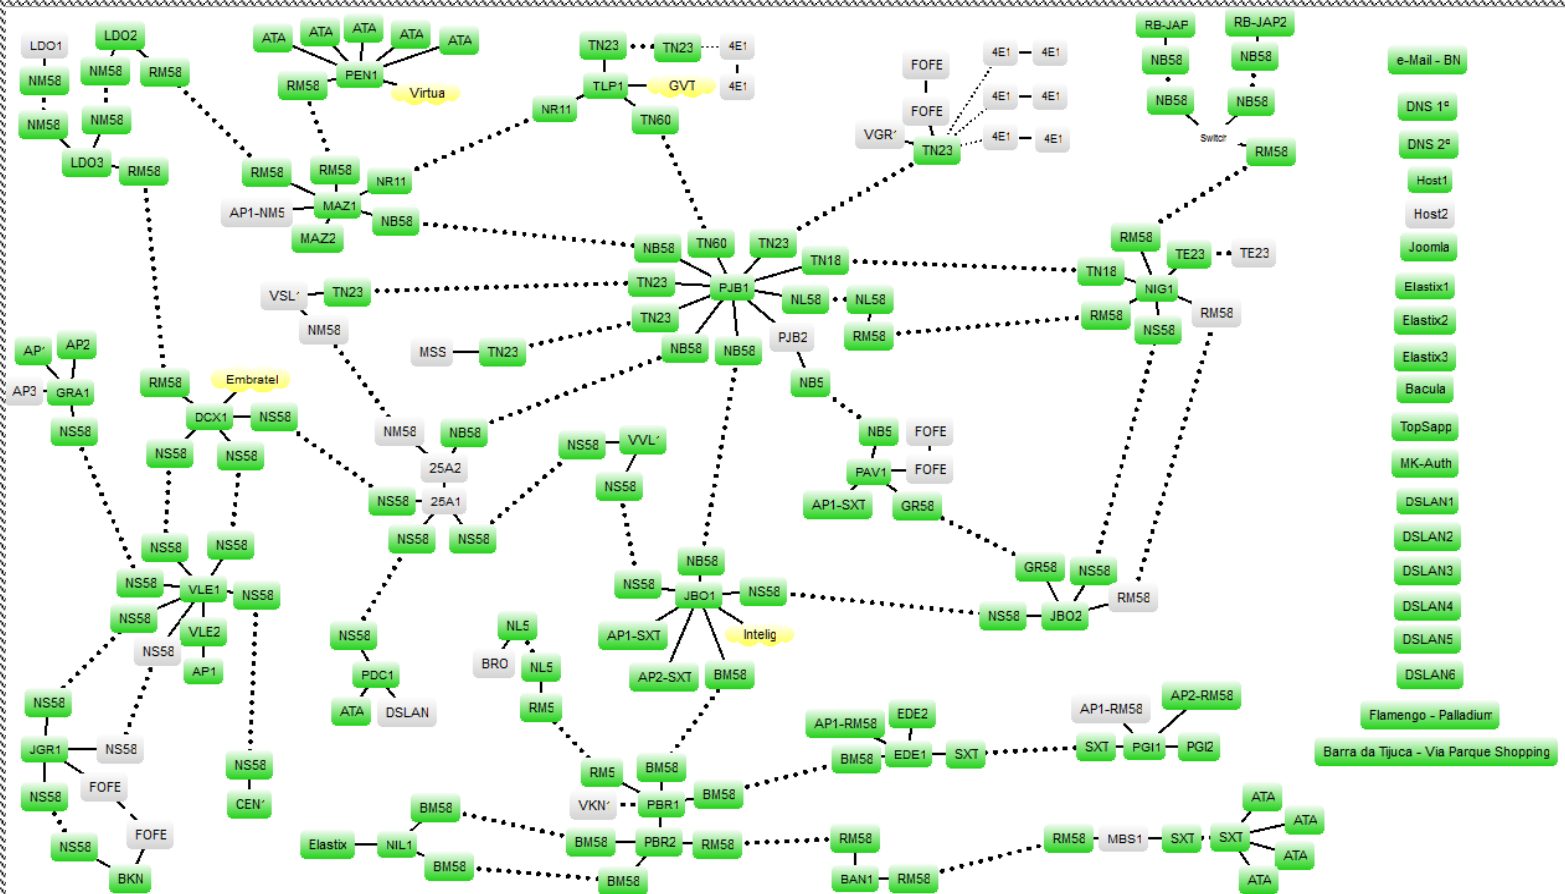 LDO1
LDO2
ATA
ATA
ATA
ATA
ATA
TN23
TN23
4E1
4E1
4E1
RB-JAP
RB-JAP2
e-Mail - BN
NM58
NM58
RM58
RM58
PEN1
Virtua
TLP1
GVT
4E1
FOFE
NB58
NB58
NM58
NM58
NR11
TN60
FOFE
4E1
4E1
NB58
NB58
DNS 1º
VGR1
TN23
4E1
4E1
Switch
RM58
DNS 2º
LDO3
RM58
RM58
RM58
NR11
Host1
AP1-NM5
MAZ1
NB58
Host2
MAZ2
NB58
TN60
TN23
RM58
TE23
TE23
Joomla
TN18
TN18
VSL1
TN23
TN23
PJB1
NL58
NL58
NIG1
Elastix1
NM58
TN23
RM58
PJB2
RM58
NS58
RM58
Elastix2
MSS
TN23
NB58
NB58
Elastix3
AP1
AP2
AP3
GRA1
RM58
Embratel
NB5
Bacula
DCX1
NS58
NS58
NM58
NB58
NS58
VVL1
NB5
FOFE
TopSapp
NS58
NS58
25A2
PAV1
FOFE
MK-Auth
NS58
25A1
NS58
AP1-SXT
GR58
DSLAN1
NS58
NS58
NS58
NS58
DSLAN2
NS58
VLE1
NS58
NB58
GR58
NS58
DSLAN3
NS58
JBO1
NS58
RM58
NS58
VLE2
NS58
JBO2
DSLAN4
NS58
AP1
NS58
NL5
AP1-SXT
Intelig
DSLAN5
BRO
NL5
PDC1
AP2-SXT
BM58
DSLAN6
NS58
ATA
DSLAN
RM5
AP1-RM58
EDE2
AP1-RM58
AP2-RM58
Flamengo - Palladium
JGR1
NS58
BM58
EDE1
SXT
SXT
PGI1
PGI2
Barra da Tijuca - Via Parque Shopping
NS58
RM5
BM58
FOFE
NS58
CEN1
BM58
VKN1
PBR1
BM58
ATA
FOFE
ATA
NS58
Elastix
NIL1
BM58
PBR2
RM58
RM58
RM58
MBS1
SXT
SXT
ATA
BKN
BM58
BM58
BAN1
RM58
ATA